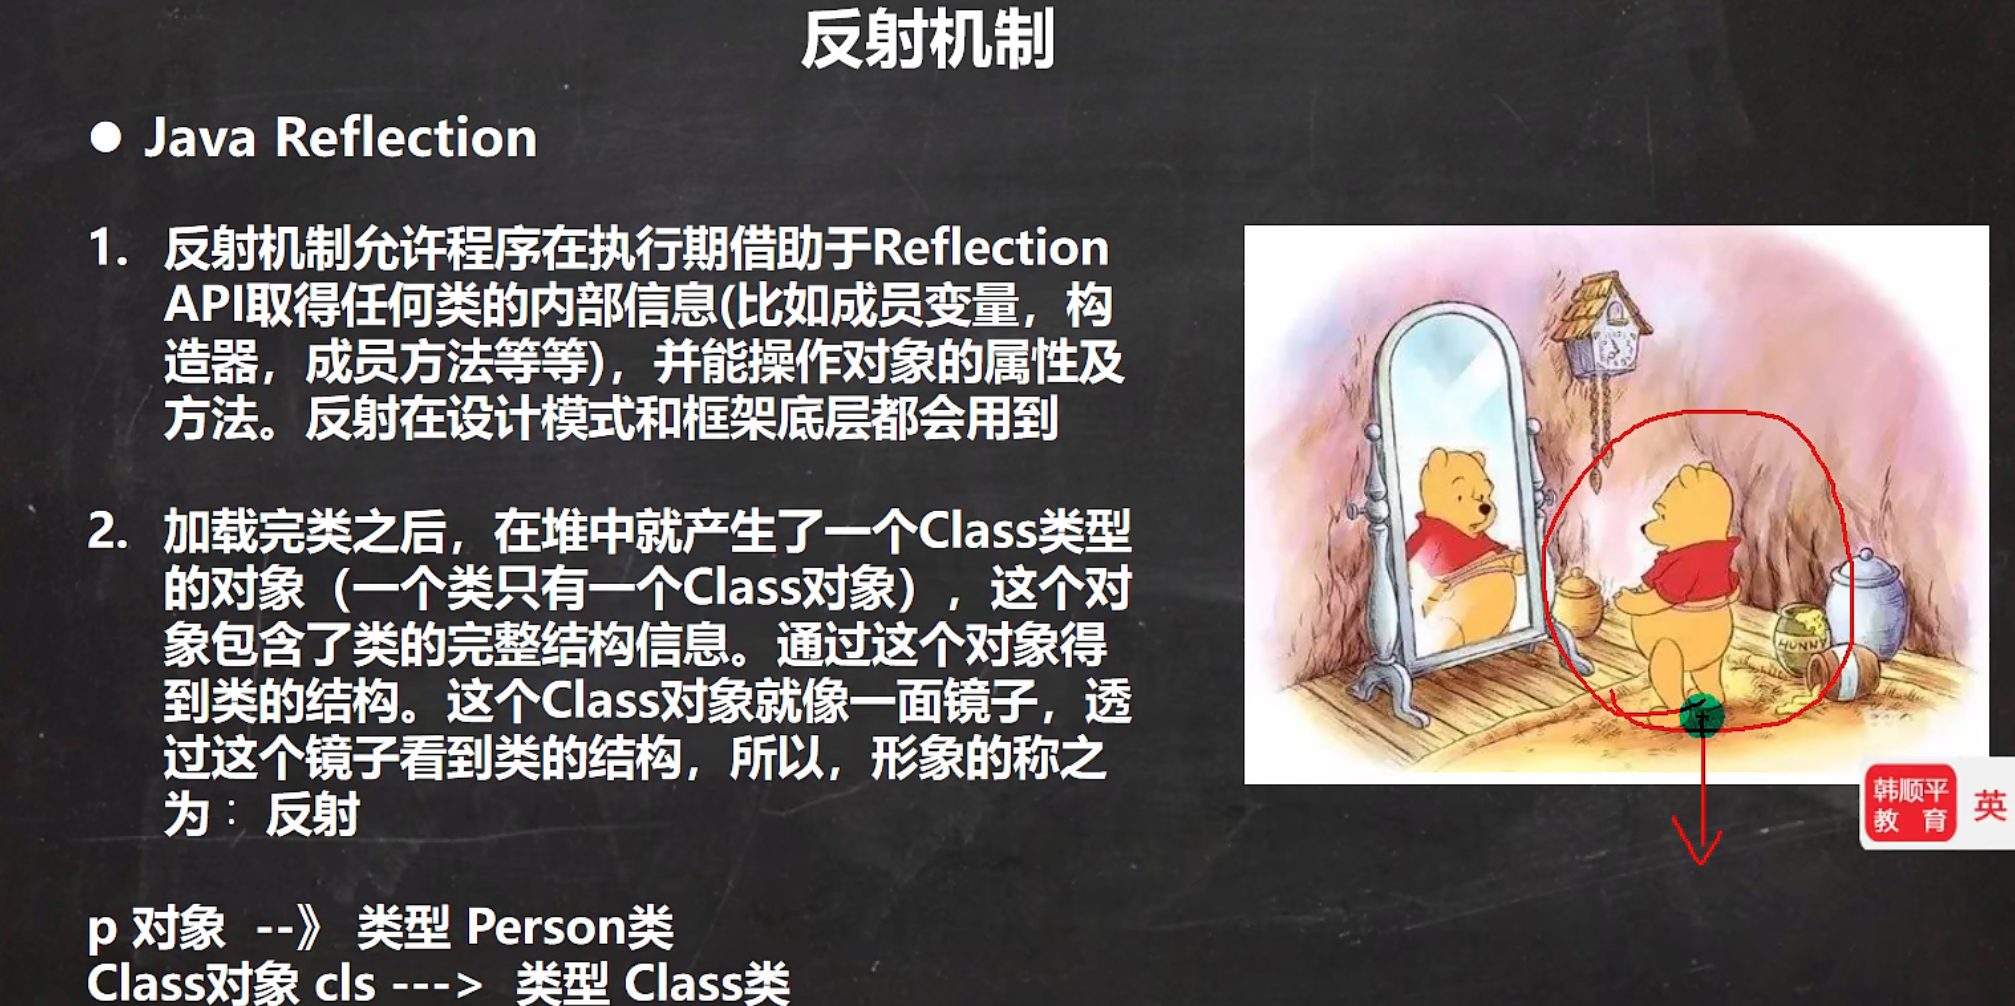 反射机制
● Java Reflection
1. 反射机制允许程序在执行期借助于Reflection
API取得任何类的内部信息(比如成员变量，构
造器，成员方法等等)，并能操作对象的属性及
方法。反射在设计模式和框架底层都会用到
2. 加载完类之后，在堆中就产生了一个Class类型
的对象（一个类只有一个Class对象），这个对
象包含了类的完整结构信息。通过这个对象得
到类的结构。这个Class对象就像一面镜子，透
过这个镜子看到类的结构，所以，形象的称之
为：反射
p 对象 --》 类型 Person类
Class对象 cls ---> 类型 Class类
HUNNY
韩顺平
教 育
英